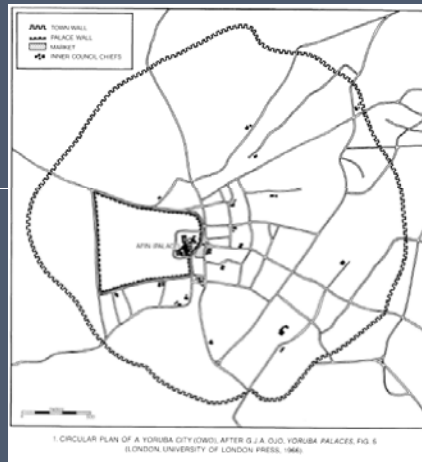 TOWN WALL
PALACE WALL
MARKET
INNER COUNCIL CHIEFS
AFIN (PALACE)
1. CIRCULAR PLAN OF A YORUBA CITY (OWO), AFTER G.J.A. OJO, YORUBA PALACES, FIG. 6
(LONDON, UNIVERSITY OF LONDON PRESS, 1966).